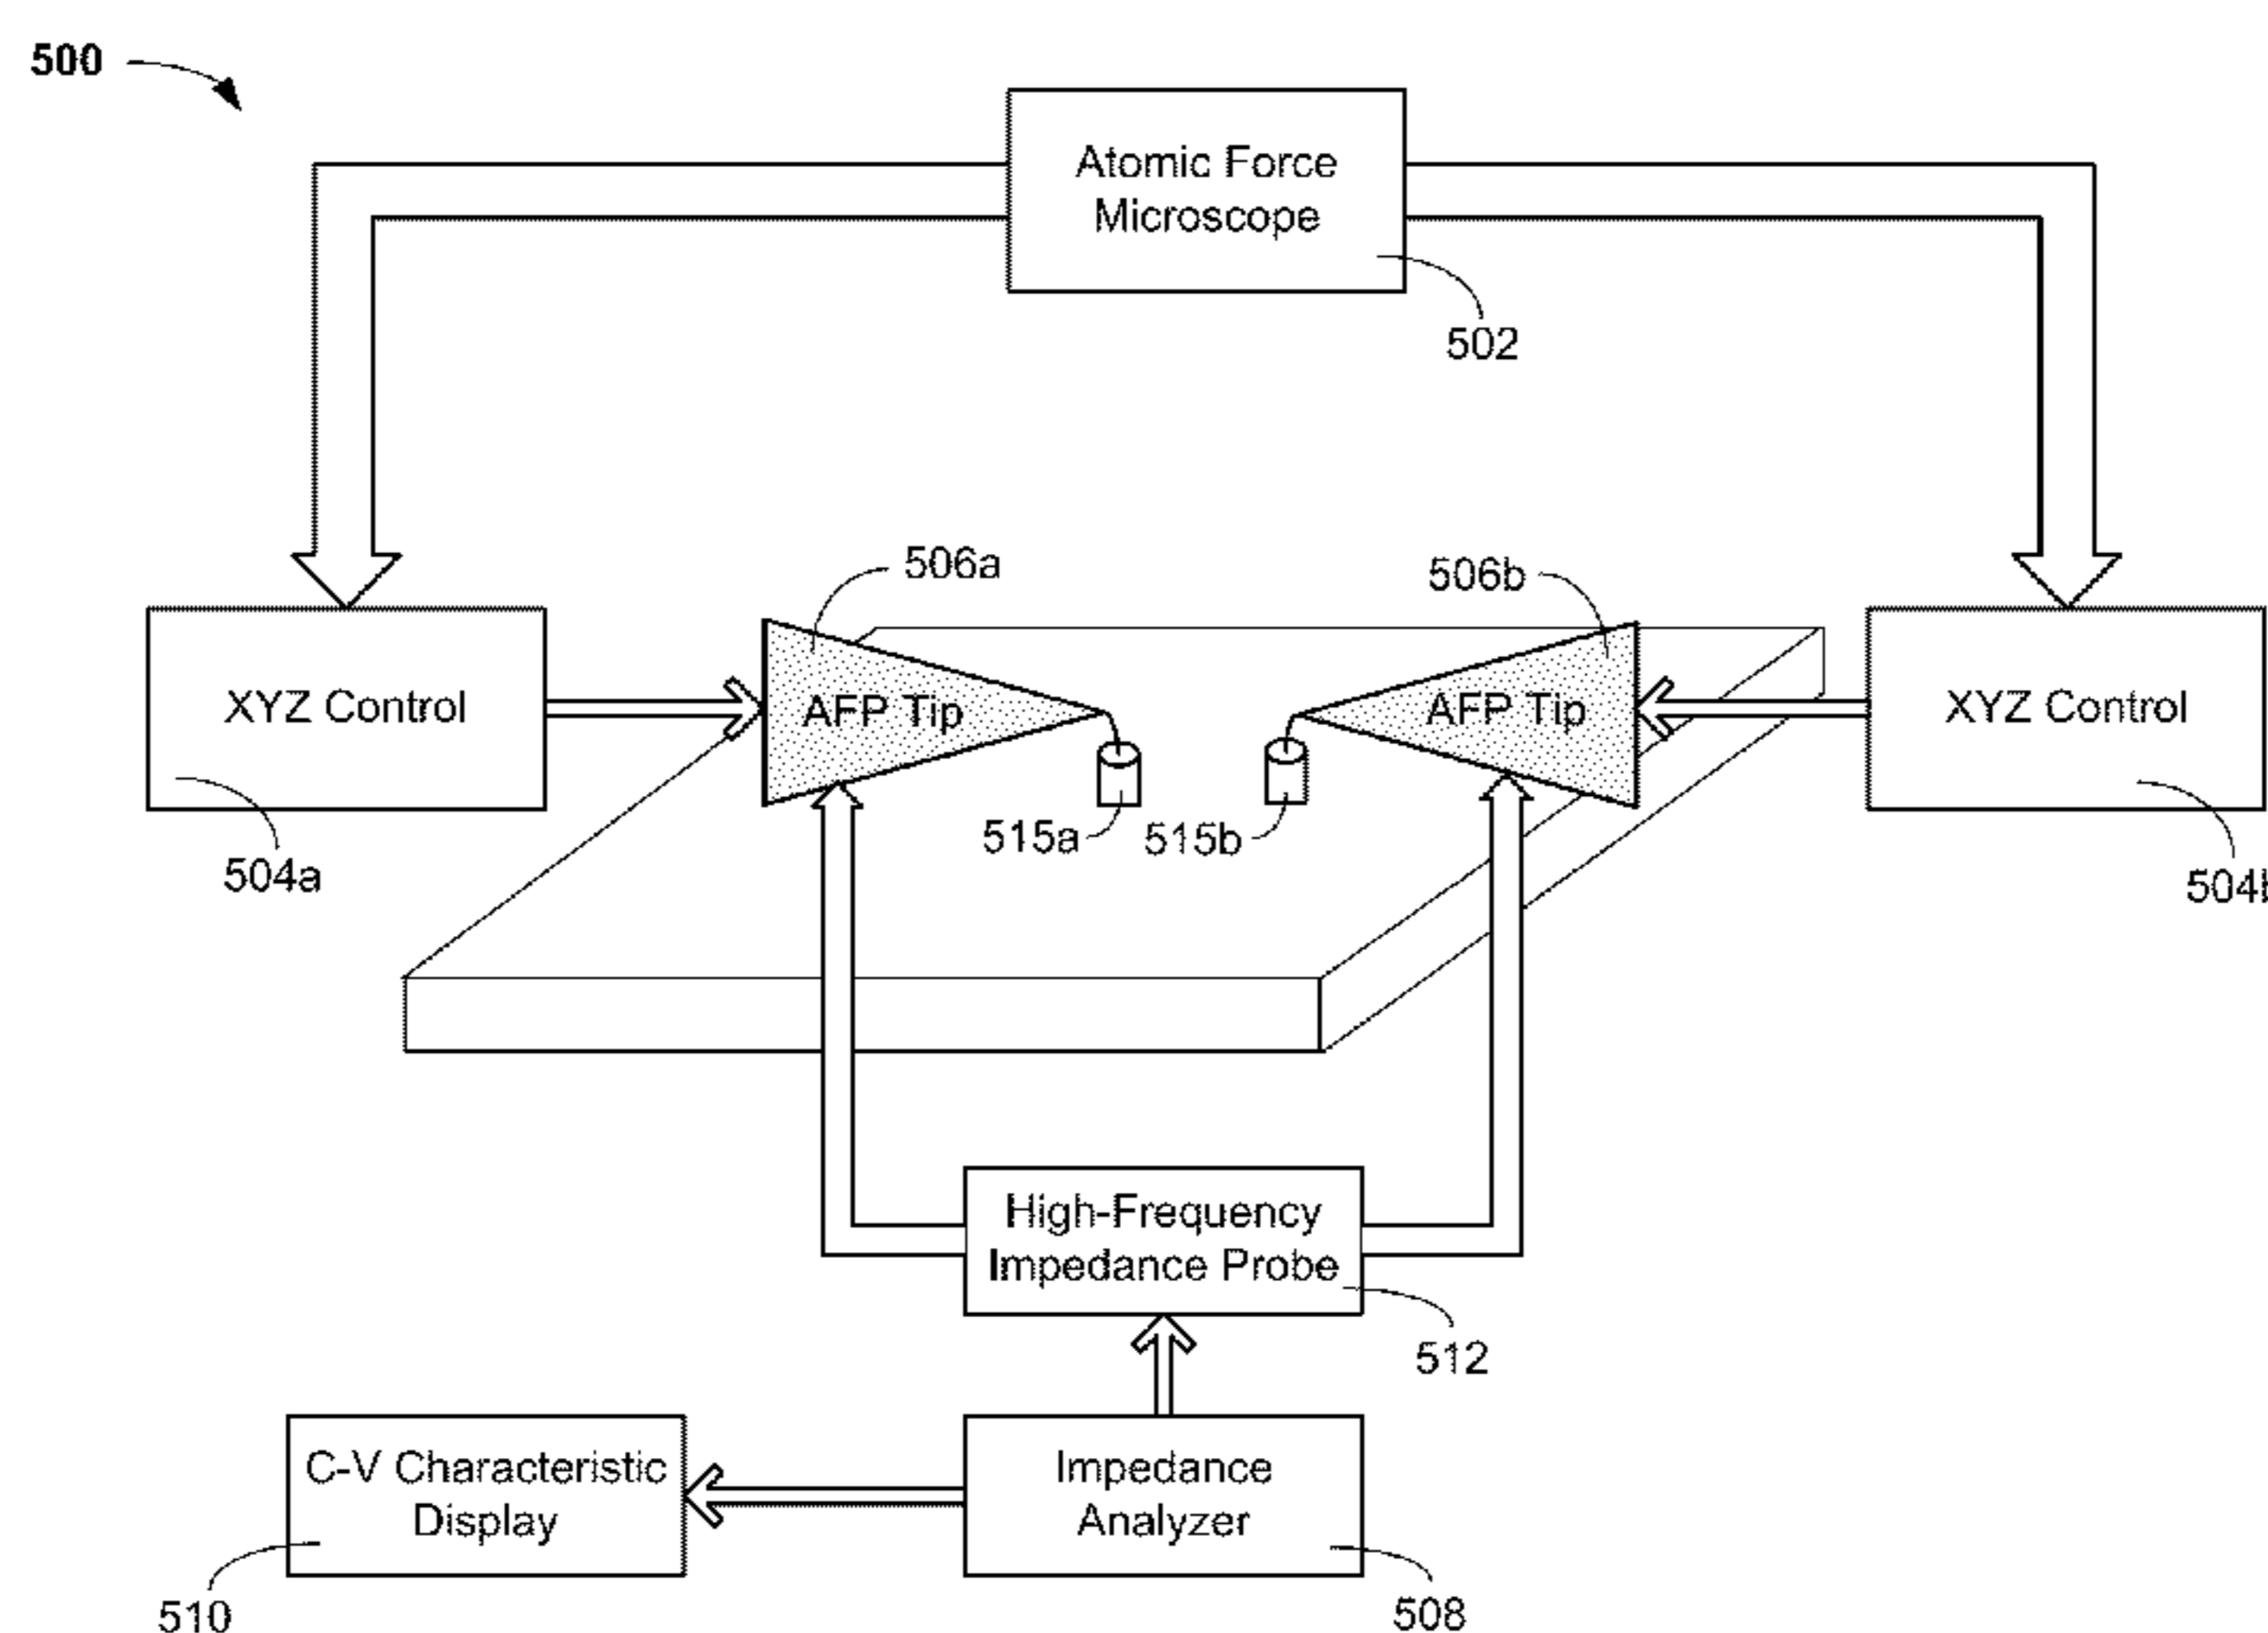 500
Atomic Force
Microscope
502
506a
506b
XYZ Control
AFP Tip
AFP Tip
XYZ Control
515a
515b
504a
504b
High-Frequency
Impedance Probe
512
C-V Characteristic
Display
Impedance
Analyzer
510
508